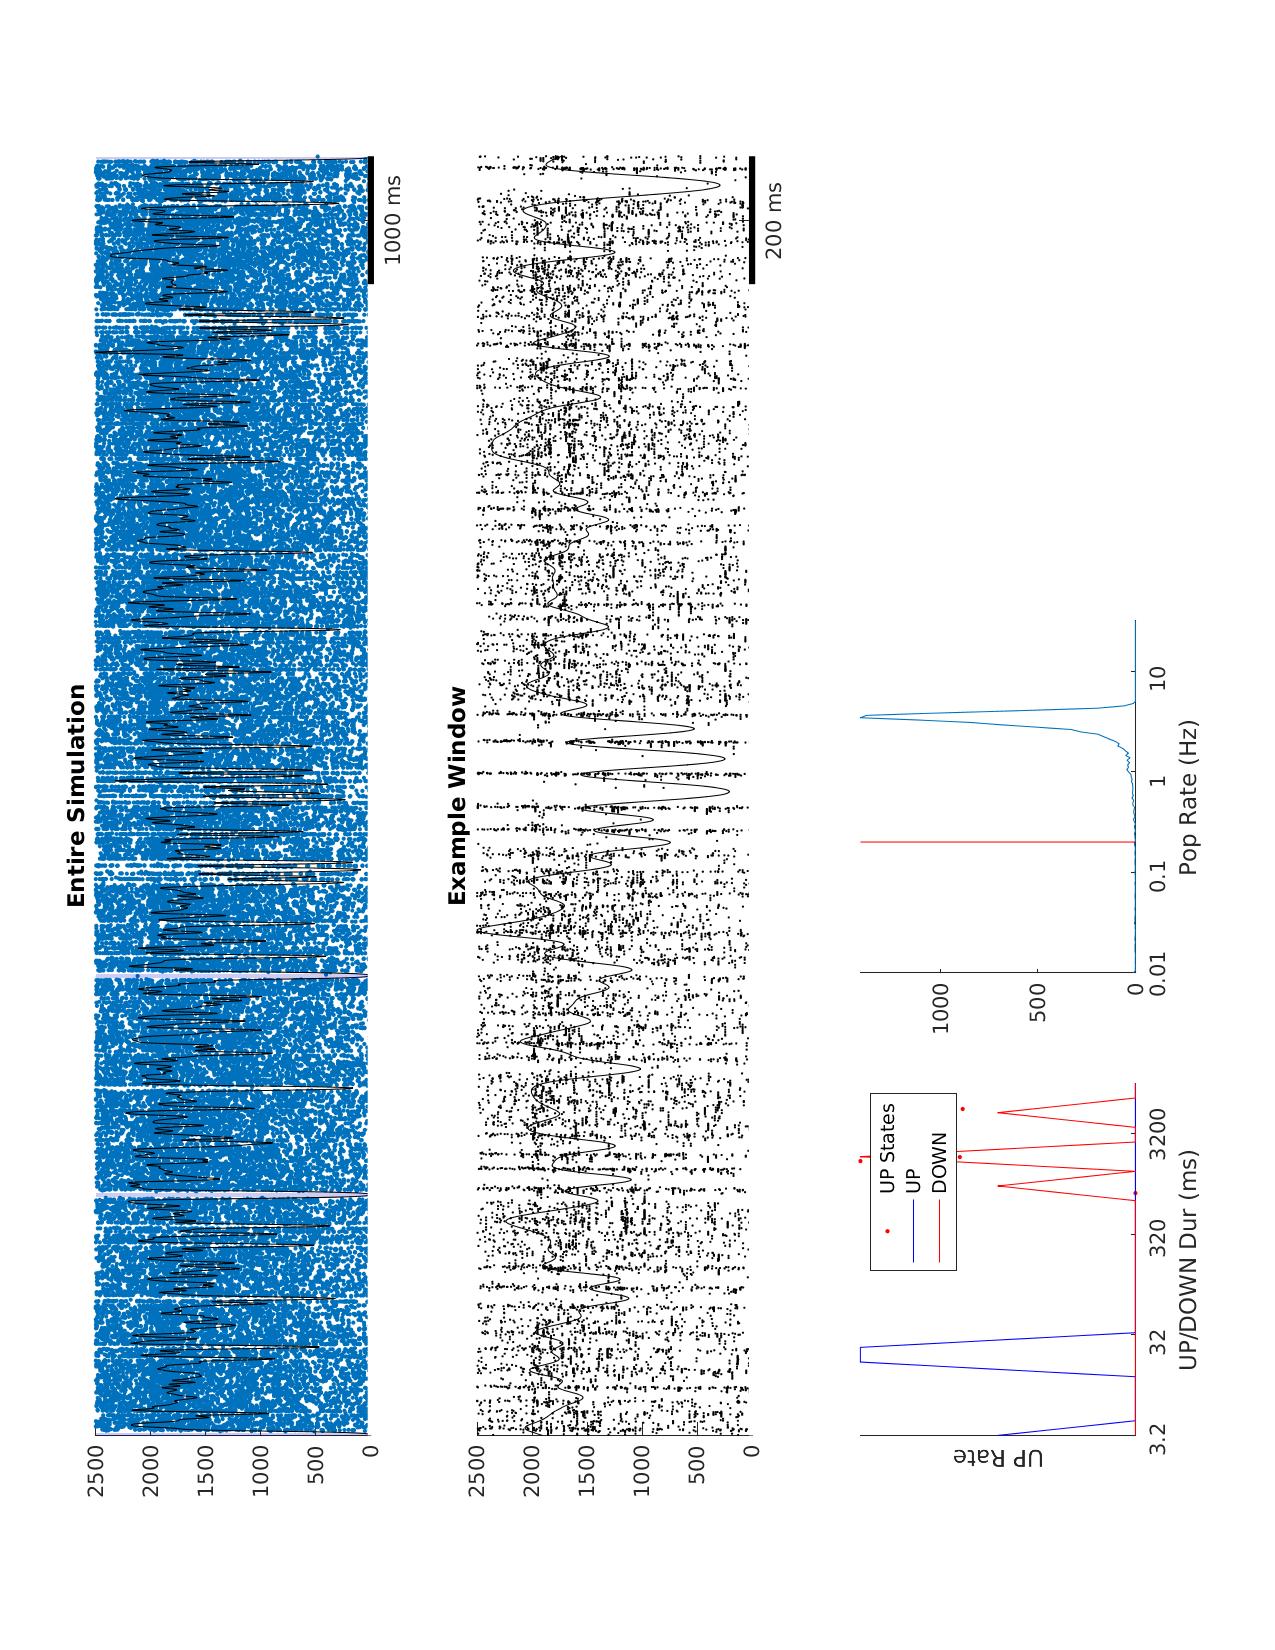 Entire Simulation
2500
2000
1500
1000
500
0
1000 ms
Example Window
2500
2000
1500
1000
500
0
200 ms
UP Rate
UP States
UP
DOWN
3.2
32
320
3200
UP/DOWN Dur (ms)
1000
500
0
0.01
0.1
1
10
Pop Rate (Hz)